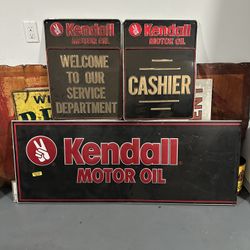 Kendall
MOTOR OIL
WELCOME
TO OUR
SERVICE
DEPARTMENT
Kendall
MOTOR OIL
CASHIER
Kendall
MOTOR OIL